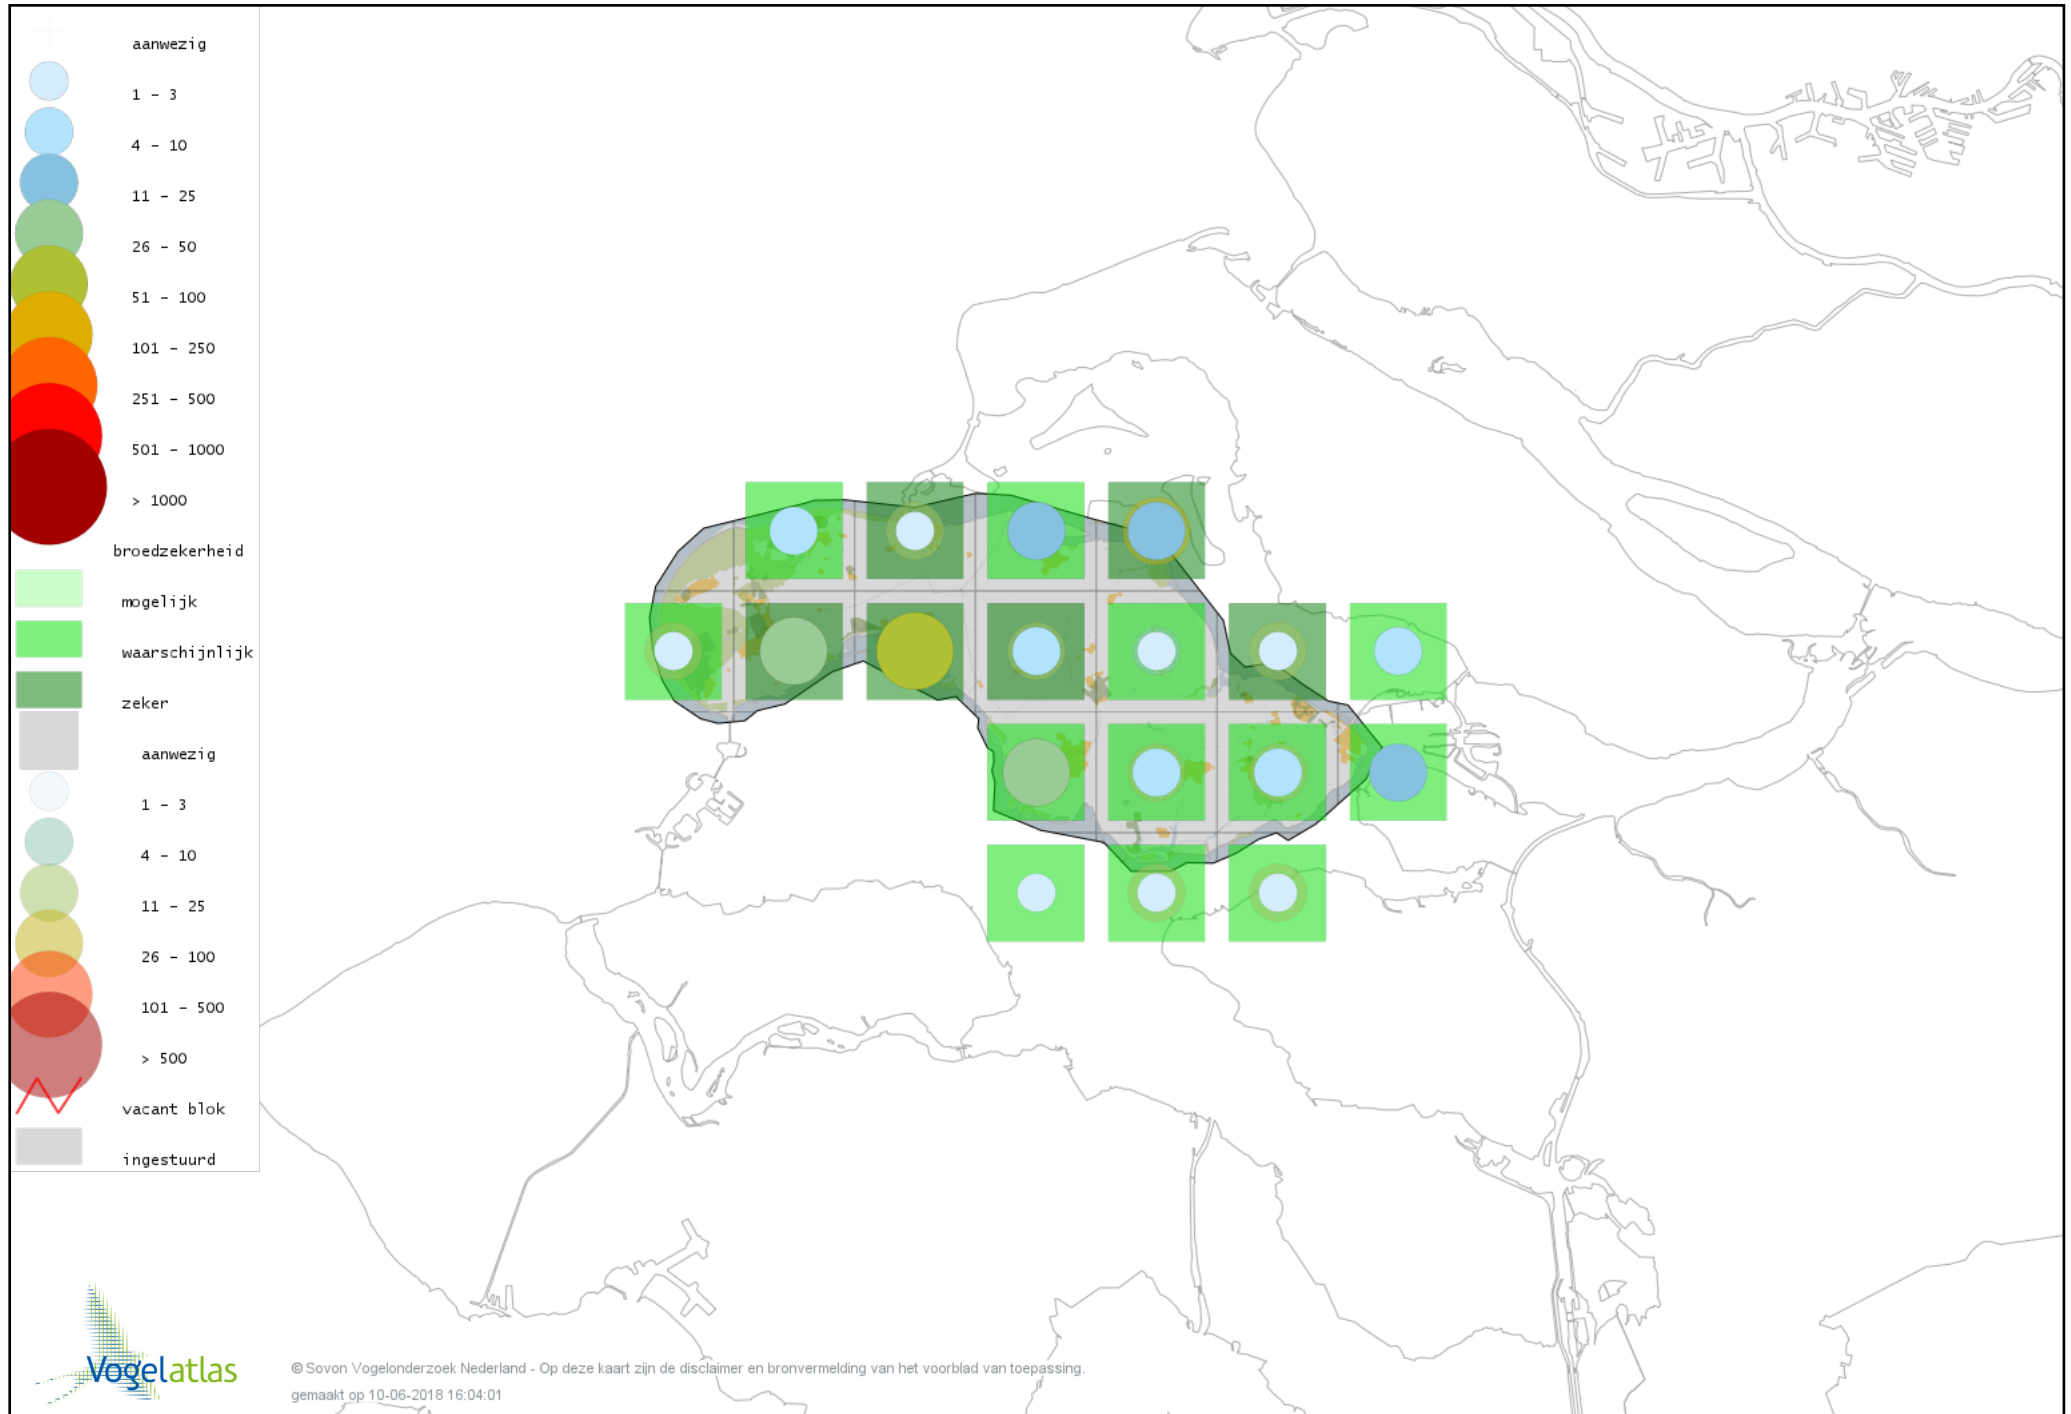 aanwezig
1 - 3
4 - 10
11 - 25
26 - 50
51 - 100
101 - 250
251 - 500
501 - 1000
> 1000
broedzekerheid
mogelijk
waarschijnlijk
zeker
aanwezig
1 - 3
4 - 10
11 - 25
26 - 100
101 - 500
> 500
vacant blok
ingestuurd
Vogelatlas
© Sovon Vogelonderzoek Nederland - Op deze kaart zijn de disclaimer en bronvermelding van het voorblad van toepassing.
gemaakt op 10-06-2018 16:04:01